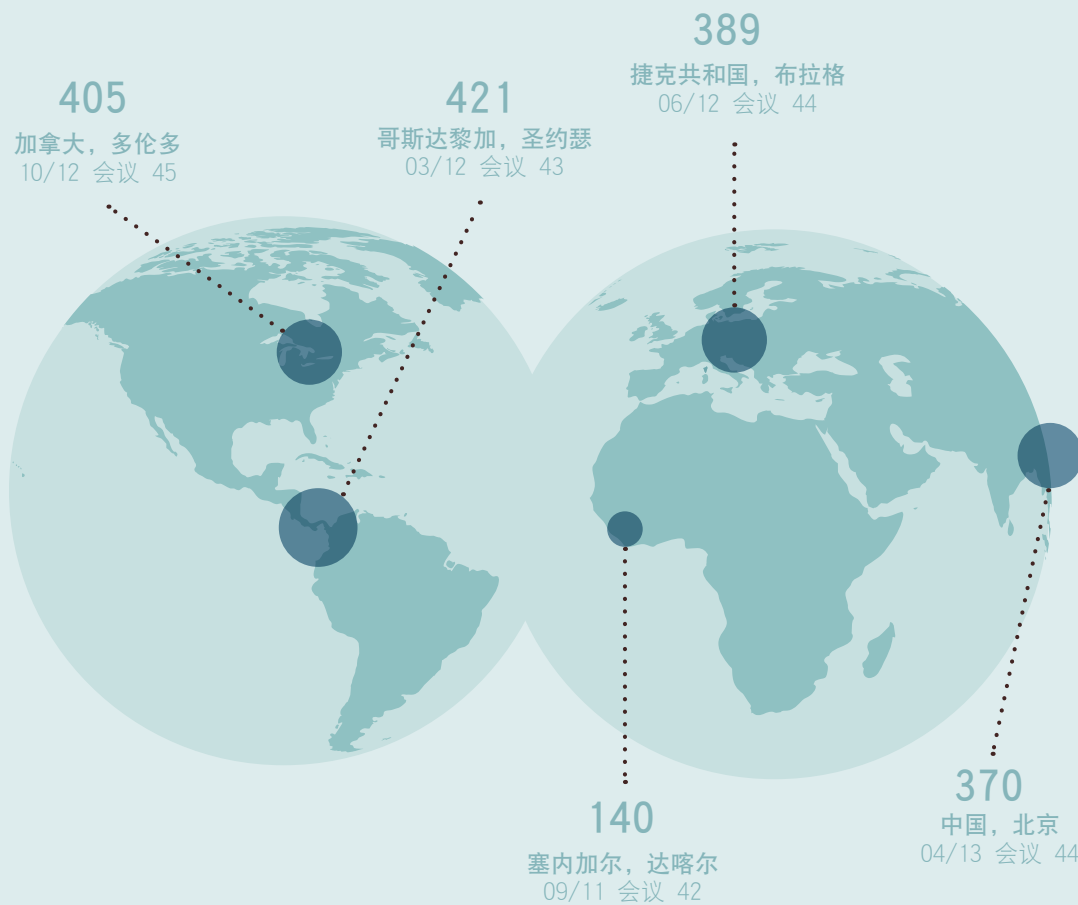 389
捷克共和国，布拉格
06/12 会议 44
405
加拿大，多伦多
10/12 会议 45
421
哥斯达黎加，圣约瑟
03/12 会议 43
370
中国，北京
04/13 会议 44
140
塞内加尔，达喀尔
09/11 会议 42